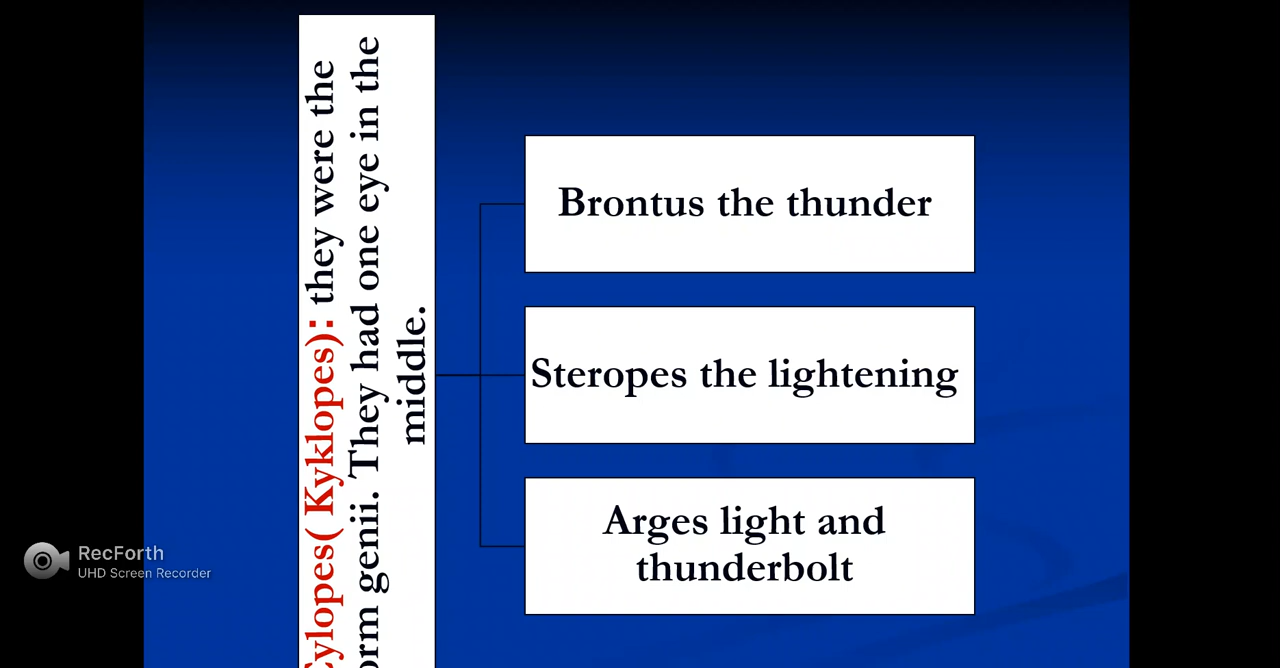 Cylopes( Kyklopes): they were the
orm genii. They had one eye in the
middle.
Brontus the thunder
Steropes the lightening
Arges light and
thunderbolt
RecForth
UHD Screen Recorder